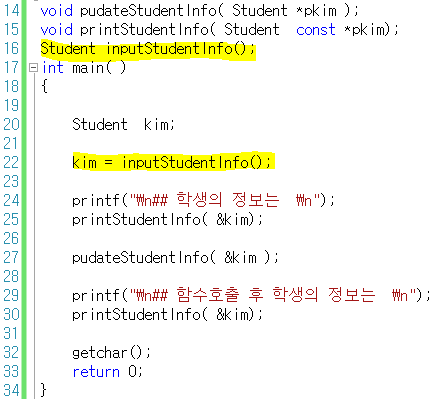 14 void pudateStudentInfo( Student *pkim );
15 void printStudentInfo( Student  const *pkim);
16 Student inputStudentInfo();
17 int main( )
18 {
19
20 Student  kim;
21
22 kim = inputStudentInfo();
23
24 printf("₩n## 학생의 정보는  ₩n");
25 printStudentInfo( &kim);
26
27 pudateStudentInfo( &kim );
28
29 printf("₩n## 함수호출 후 학생의 정보는  ₩n");
30 printStudentInfo( &kim);
31
32 getchar();
33 return 0;
34 }